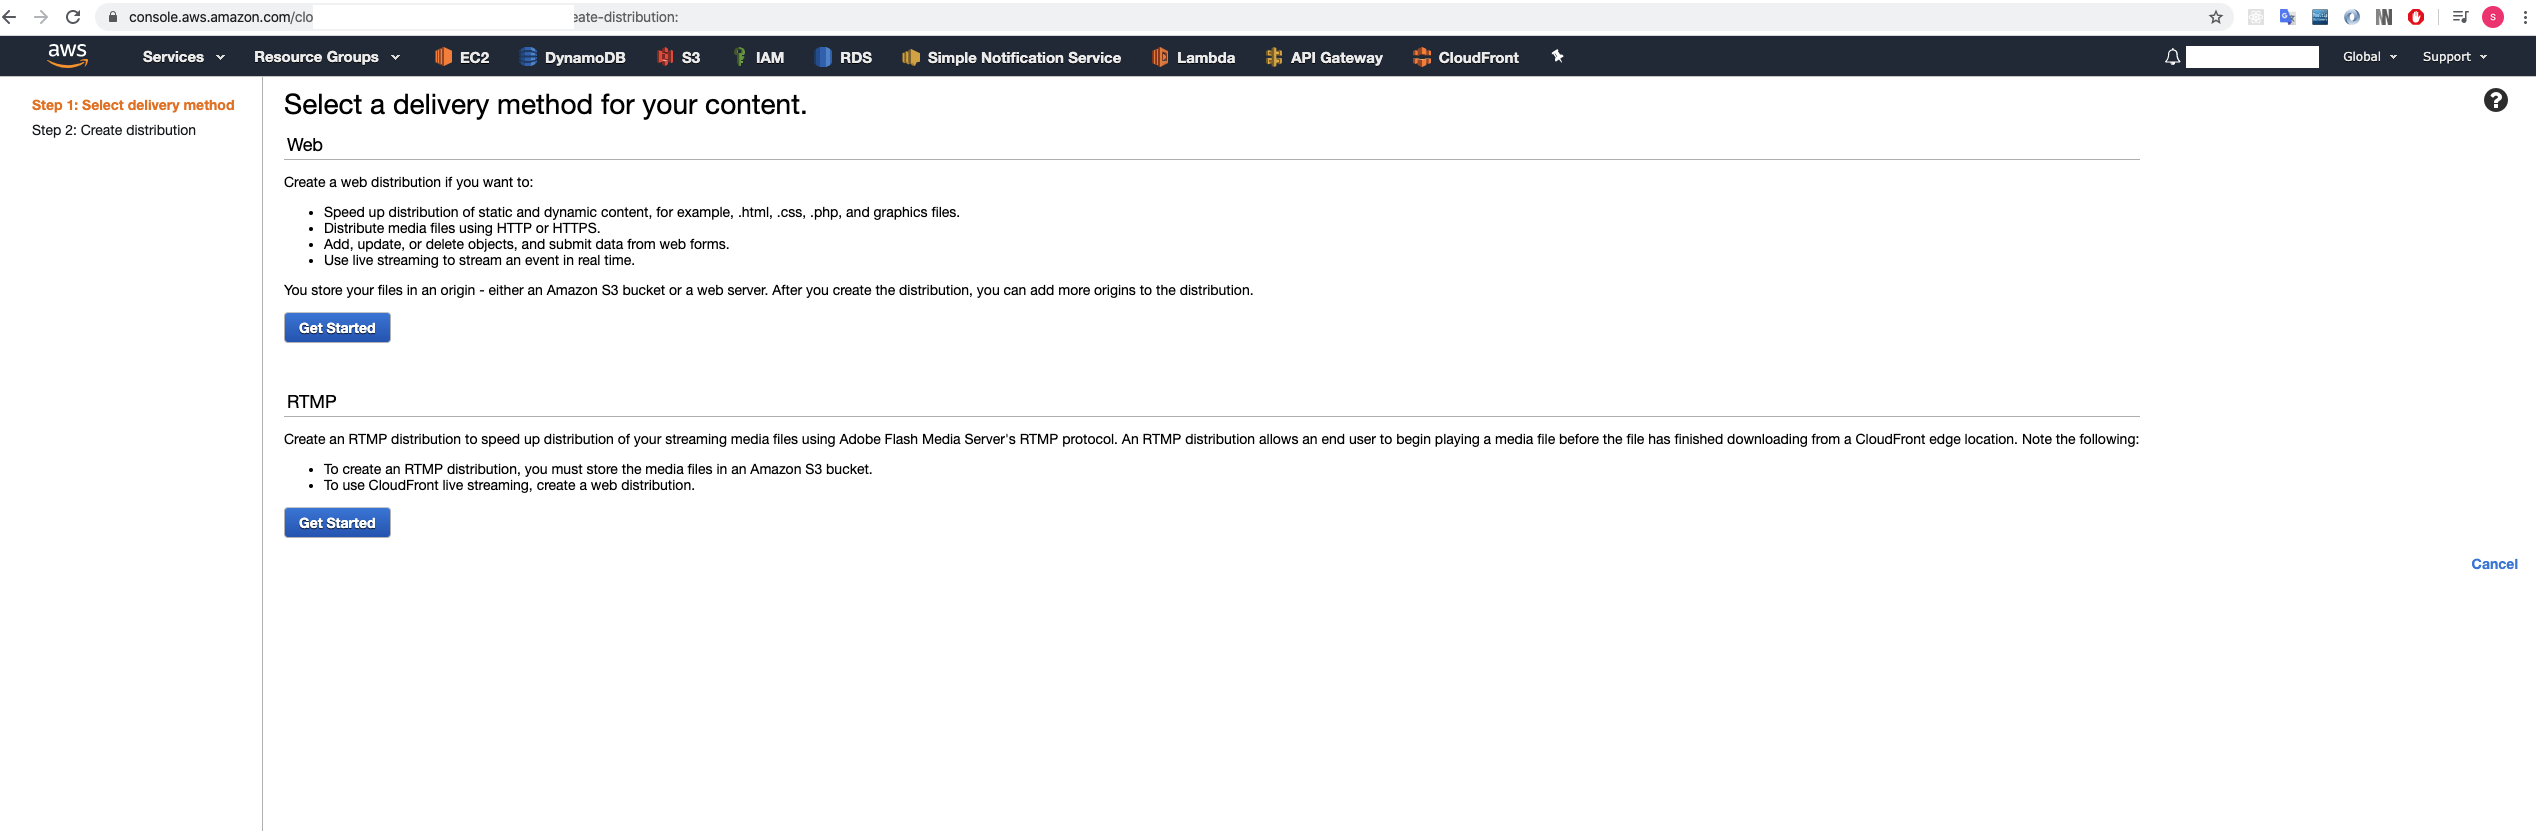 console.aws.amazon.com/clo eate-distribution:
aws Services Resource Groups EC2 DynamoDB S3 IAM RDS Simple Notification Service Lambda API Gateway CloudFront Global Support
Step 1: Select delivery method
Step 2: Create distribution
Select a delivery method for your content.
Web
Create a web distribution if you want to:
• Speed up distribution of static and dynamic content, for example, .html, .css, .php, and graphics files.
• Distribute media files using HTTP or HTTPS.
• Add, update, or delete objects, and submit data from web forms.
• Use live streaming to stream an event in real time.
You store your files in an origin - either an Amazon S3 bucket or a web server. After you create the distribution, you can add more origins to the distribution.
Get Started
RTMP
Create an RTMP distribution to speed up distribution of your streaming media files using Adobe Flash Media Server's RTMP protocol. An RTMP distribution allows an end user to begin playing a media file before the file has finished downloading from a CloudFront edge location. Note the following:
• To create an RTMP distribution, you must store the media files in an Amazon S3 bucket.
• To use CloudFront live streaming, create a web distribution.
Get Started
Cancel